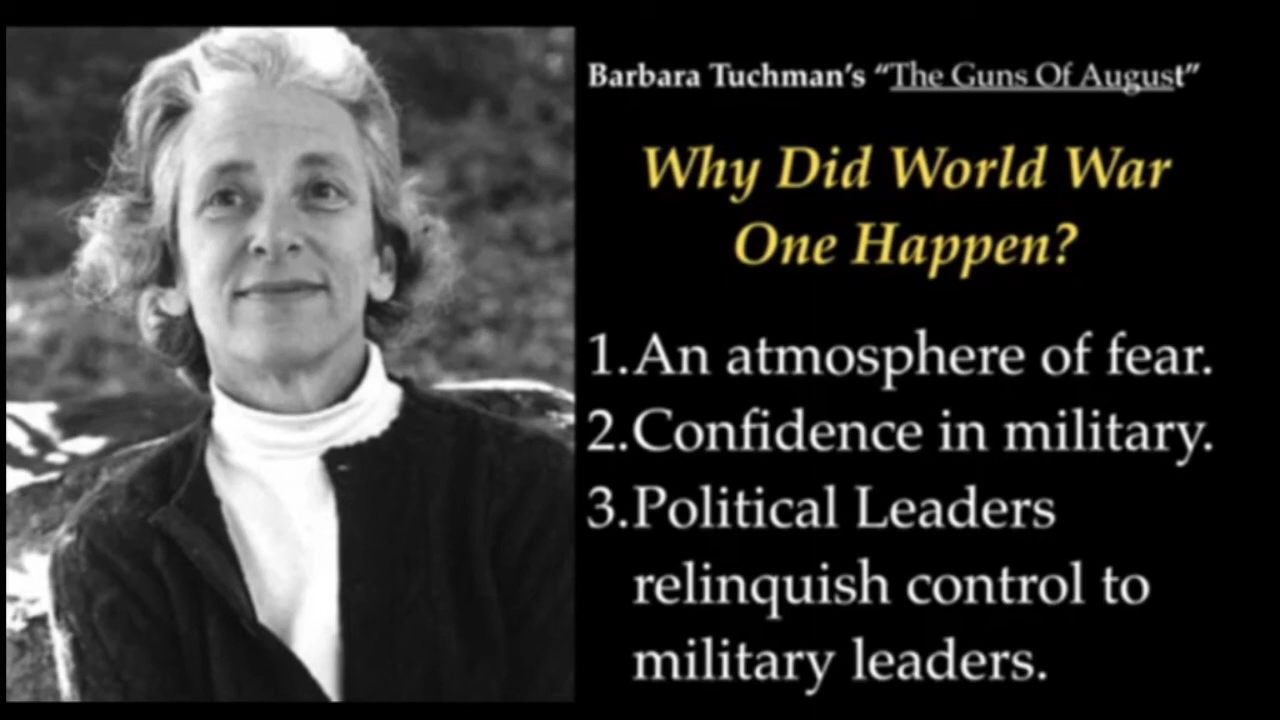 Barbara Tuchman's “The Guns Of August”
Why Did World War
One Happen?
1.An atmosphere of fear.
2.Confidence in military.
3.Political Leaders
relinquish control to
military leaders.